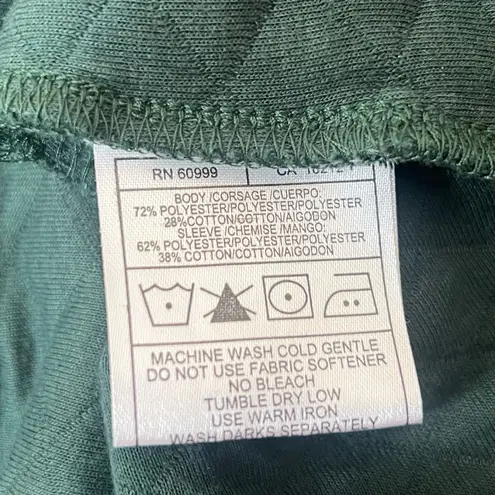 RN 60999
CA
BODY /CORSAGE /CUERPO:
72% POLYESTER/POLYESTER/POLYESTER
28%COTTON/COTTON/AlGODON
SLEEVE /CHEMISE /MANGO:
62% POLYESTER/POLYESTER/POLYESTER
38% COTTON/COTTON/AlGODON
MACHINE WASH COLD GENTLE
DO NOT USE FABRIC SOFTENER
NO BLEACH
TUMBLE DRY LOW
USE WARM IRON
WASH DARKS SEPARATELY